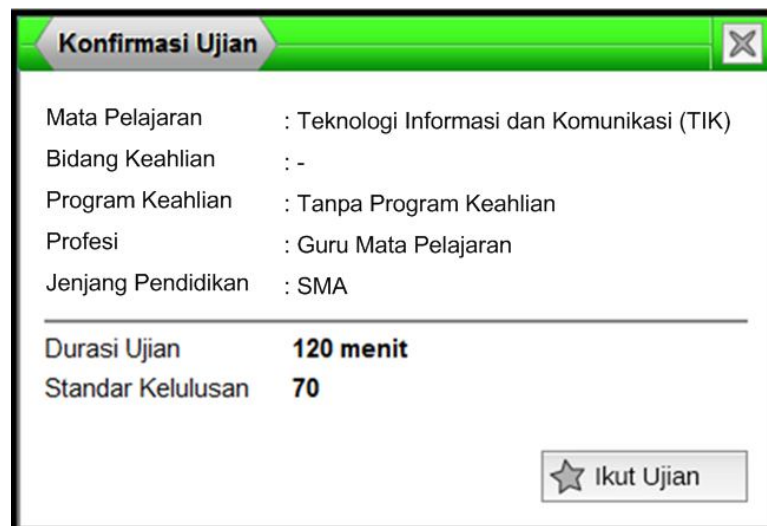 Konfirmasi Ujian
Mata Pelajaran : Teknologi Informasi dan Komunikasi (TIK)
Bidang Keahlian : -
Program Keahlian : Tanpa Program Keahlian
Profesi : Guru Mata Pelajaran
Jenjang Pendidikan : SMA
Durasi Ujian 120 menit
Standar Kelulusan 70
Ikut Ujian